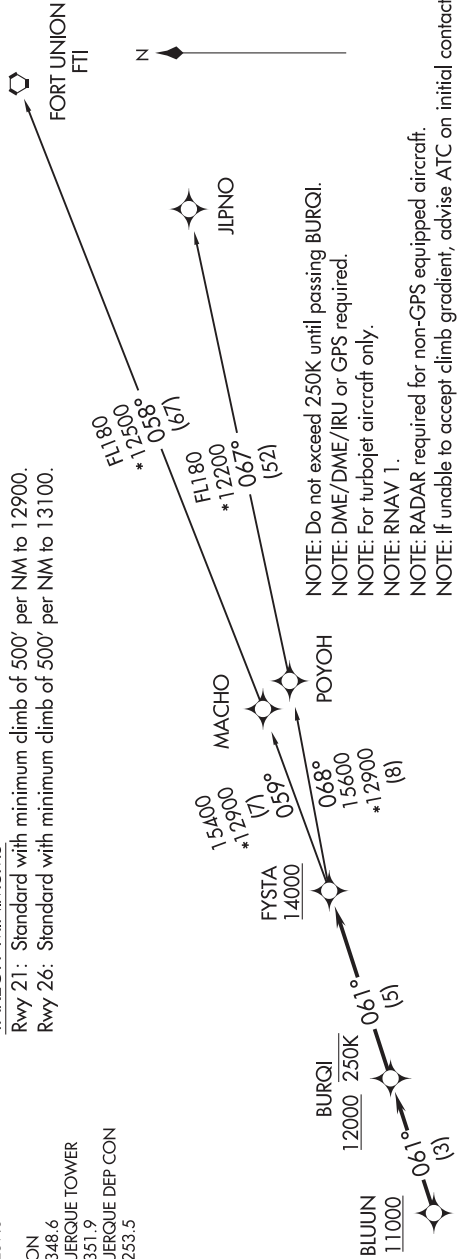 Rwy 21: Standard with minimum climb of 500' per NM to 12900.
Rwy 26: Standard with minimum climb of 500' per NM to 13100.
348.6
351.9
253.5
FORT UNION
FTI
N
JLPNO
FL180
*12500
058°
(67)
FL180
*12200
067°
(52)
MACHO
POYOH
15400
*12900
(7)
059°
068°
15600
*12900
(8)
FYSTA
14000
061°
(5)
BURQI
12000 250K
061°
(3)
BLUUN
11000
NOTE: Do not exceed 250K until passing BURQI.
NOTE: DME/DME/IRU or GPS required.
NOTE: For turbojet aircraft only.
NOTE: RNAV 1.
NOTE: RADAR required for non-GPS equipped aircraft.
NOTE: If unable to accept climb gradient, advise ATC on initial contact
ON
JERQUE TOWER
JERQUE DEP CON